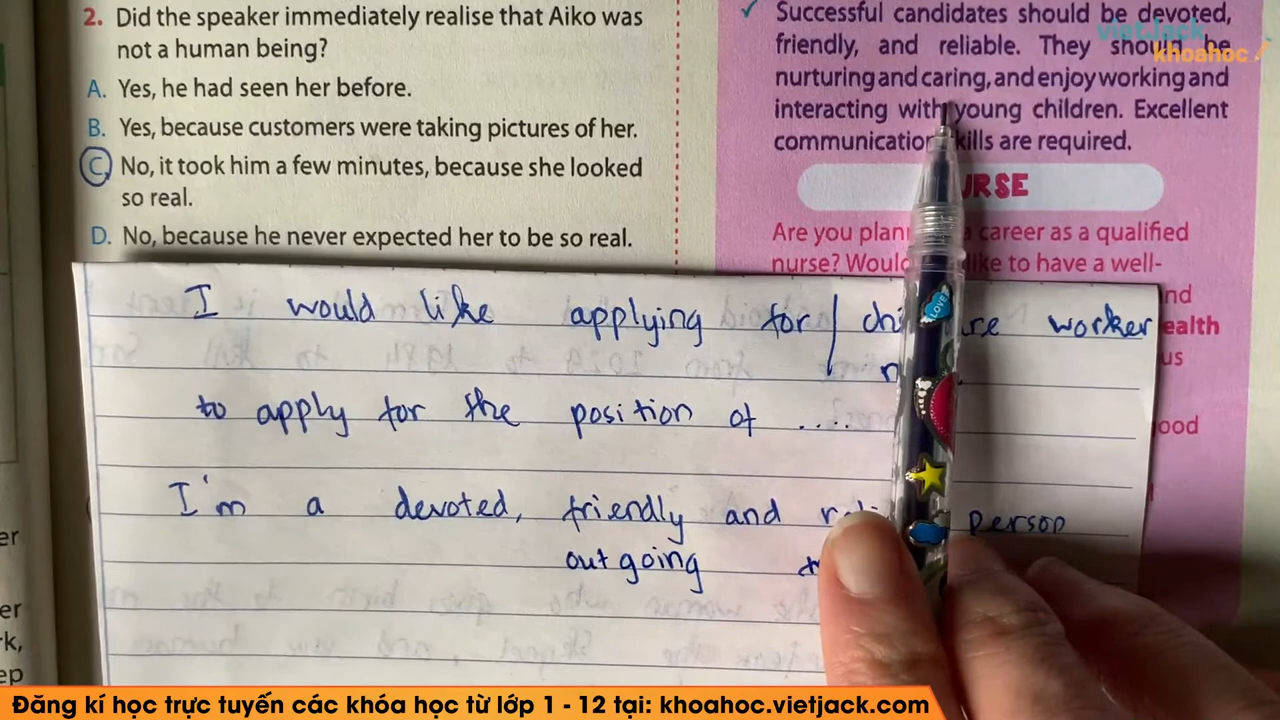 2. Did the speaker immediately realise that Aiko was
not a human being?
A. Yes, he had seen her before.
B. Yes, because customers were taking pictures of her.
C. No, it took him a few minutes, because she looked
so real.
D. No, because he never expected her to be so real.
✓ Successful candidates should be devoted,
friendly, and reliable. They should be
nurturing and caring, and enjoy working and
interacting with young children. Excellent
communication skills are required.
Are you a career as a qualified
nurse? Would like to have a well-
ealth
us
ood
I would like applying for worker
to apply for the position of ....
I'm a devoted, friendly and person
outgoing
er
er
k,
ep
vietJack
khoahoc
Đăng kí học trực tuyến các khóa học từ lớp 1 - 12 tại: khoahoc.vietjack.com